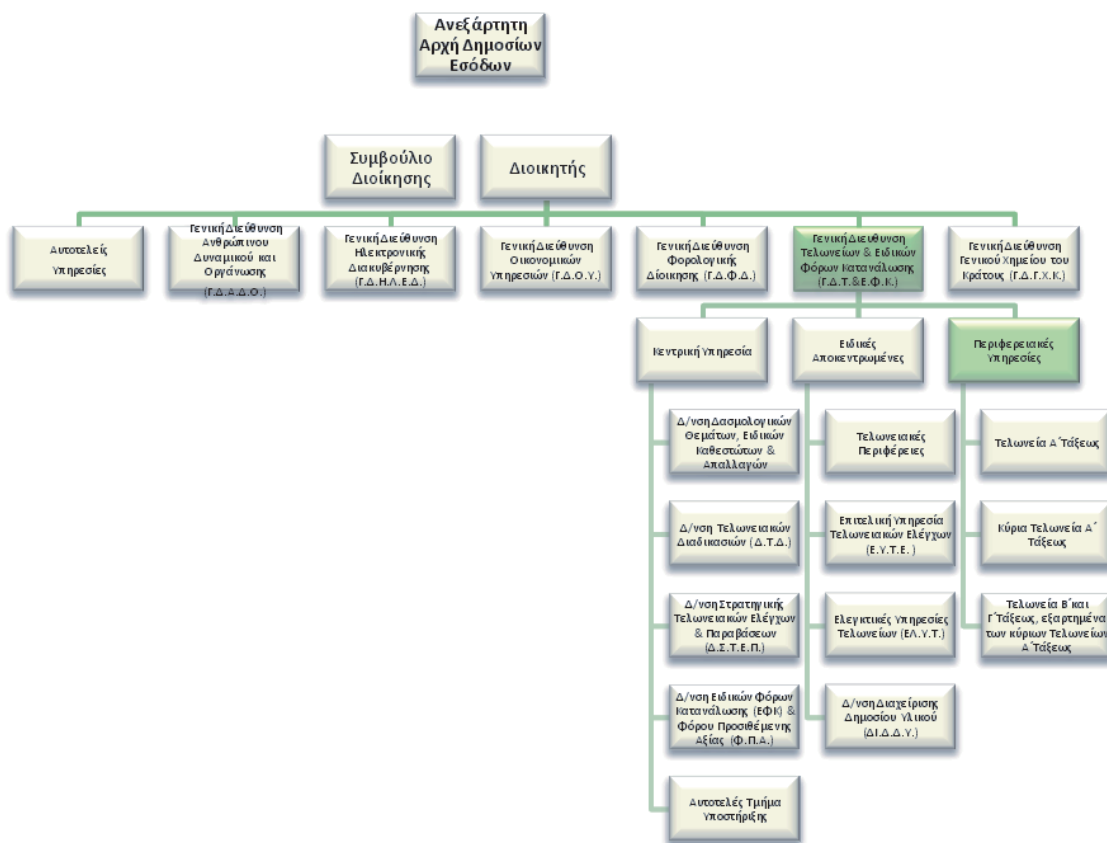 Ανεξάρτητη
Αρχή Δημοσίων
Εσόδων
Συμβούλιο
Διοίκησης
Διοικητής
Αυτοτελείς
Υπηρεσίες
Γενική Διεύθυνση
Ανθρώπινου
Δυναμικού και
Οργάνωσης
(Γ.Δ.Α.Δ.Ο.)
Γενική Διεύθυνση
Ηλεκτρονικής
Διακυβέρνησης
(Γ.Δ.Η.Λ.Ε.Δ.)
Γενική Διεύθυνση
Οικονομικών
Υπηρεσιών (Γ.Δ.Ο.Υ.)
Γενική Διεύθυνση
Φορολογικής
Δίοικησης (Γ.Δ.Φ.Δ.)
Γενική Διευθυνση
Τελωνείων & Ειδικών
Φόρων Κατανάλωσης
(Γ.Δ.Τ.&Ε.Φ.Κ.)
Γενική Διεύθυνση
Γενικού Χημείου του
Κράτους (Γ.Δ.Γ.Χ.Κ.)
Κεντρική Υπηρεσία
Ειδικές
Αποκεντρωμένες
Περιφερειακές
Υπηρεσίες
Δ/νση Δασμολογικών
Θεμάτων, Ειδικών
Καθεστώτων &
Απαλλαγών
Δ/νση Τελωνειακών
Διαδικασιών (Δ.Τ.Δ.)
Δ/νση Στρατηγικής
Τελωνειακών Ελέγχων
& Παραβάσεων
(Δ.Σ.Τ.Ε.Π.)
Δ/νση Ειδικών Φόρων
Κατανάλωσης (ΕΦΚ) &
Φόρου Προσιθέμενης
Αξίας (Φ.Π.Α.)
Αυτοτελές Τμήμα
Υποστήριξης
Τελωνειακές
Περιφέρειες
Επιτελική Υπηρεσία
Τελωνειακών Ελέγχων
(Ε.Υ.Τ.Ε.)
Ελεγκτικές Υπηρεσίες
Τελωνείων (ΕΛ.Υ.Τ.)
Δ/νση Διαχείρισης
Δημοσίου Υλικού
(ΔΙ.Δ.Δ.Υ.)
Τελωνεία Α΄Τάξεως
Κύρια Τελωνεία Α΄
Τάξεως
Τελωνεία Β΄και
Γ΄Τάξεως, εξαρτημένα
των κύριων Τελωνείων
Α΄Τάξεως